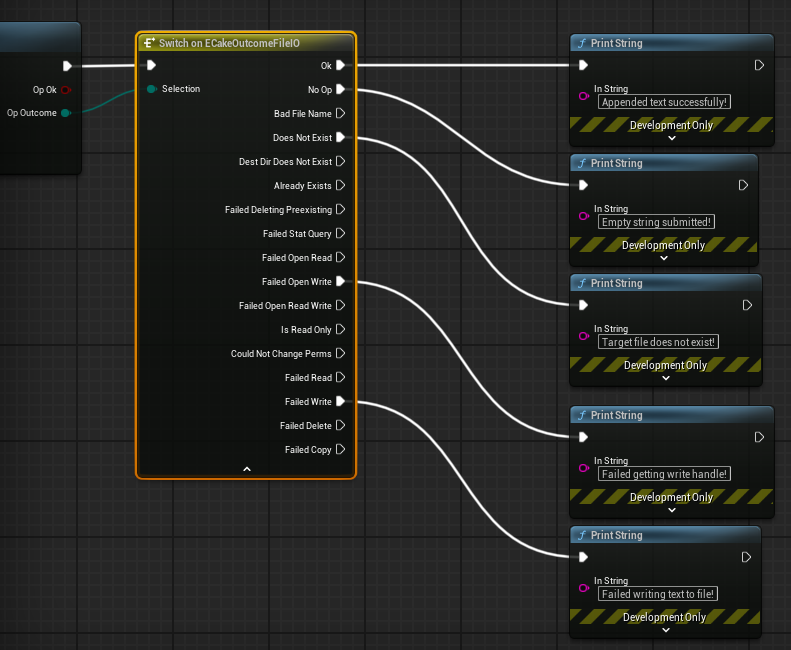 Op Ok
Op Outcome
Switch on ECakeOutcomeFileIO
Selection
Ok
No Op
Bad File Name
Does Not Exist
Dest Dir Does Not Exist
Already Exists
Failed Deleting Preexisting
Failed Stat Query
Failed Open Read
Failed Open Write
Failed Open Read Write
Is Read Only
Could Not Change Perms
Failed Read
Failed Write
Failed Delete
Failed Copy
f Print String
In String
Appended text successfully!
Development Only
f Print String
In String
Empty string submitted!
Development Only
f Print String
In String
Target file does not exist!
Development Only
f Print String
In String
Failed getting write handle!
Development Only
f Print String
In String
Failed writing text to file!
Development Only